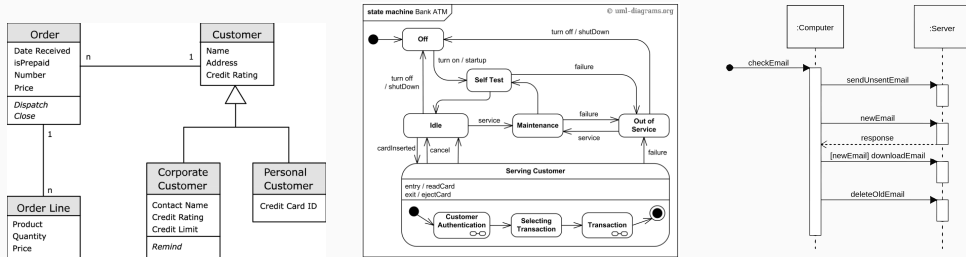 Order
Date Received
isPrepaid
Number
Price
Dispatch
Close
n
1
Customer
Name
Address
Credit Rating
1
n
Order Line
Product
Quantity
Price
Corporate
Customer
Contact Name
Credit Rating
Credit Limit
Remind
Personal
Customer
Credit Card ID
state machine Bank ATM
© uml-diagrams.org
Off
turn off / shutDown
turn on / startup
turn off
/ shutDown
Self Test
failure
Idle
service
Maintenance
failure
service
Out of
Service
cardInserted
cancel
failure
Serving Customer
entry / readCard
exit / ejectCard
Customer
Authentication
Selecting
Transaction
Transaction
:Computer
:Server
checkEmail
sendUnsentEmail
newEmail
response
[newEmail] downloadEmail
deleteOldEmail